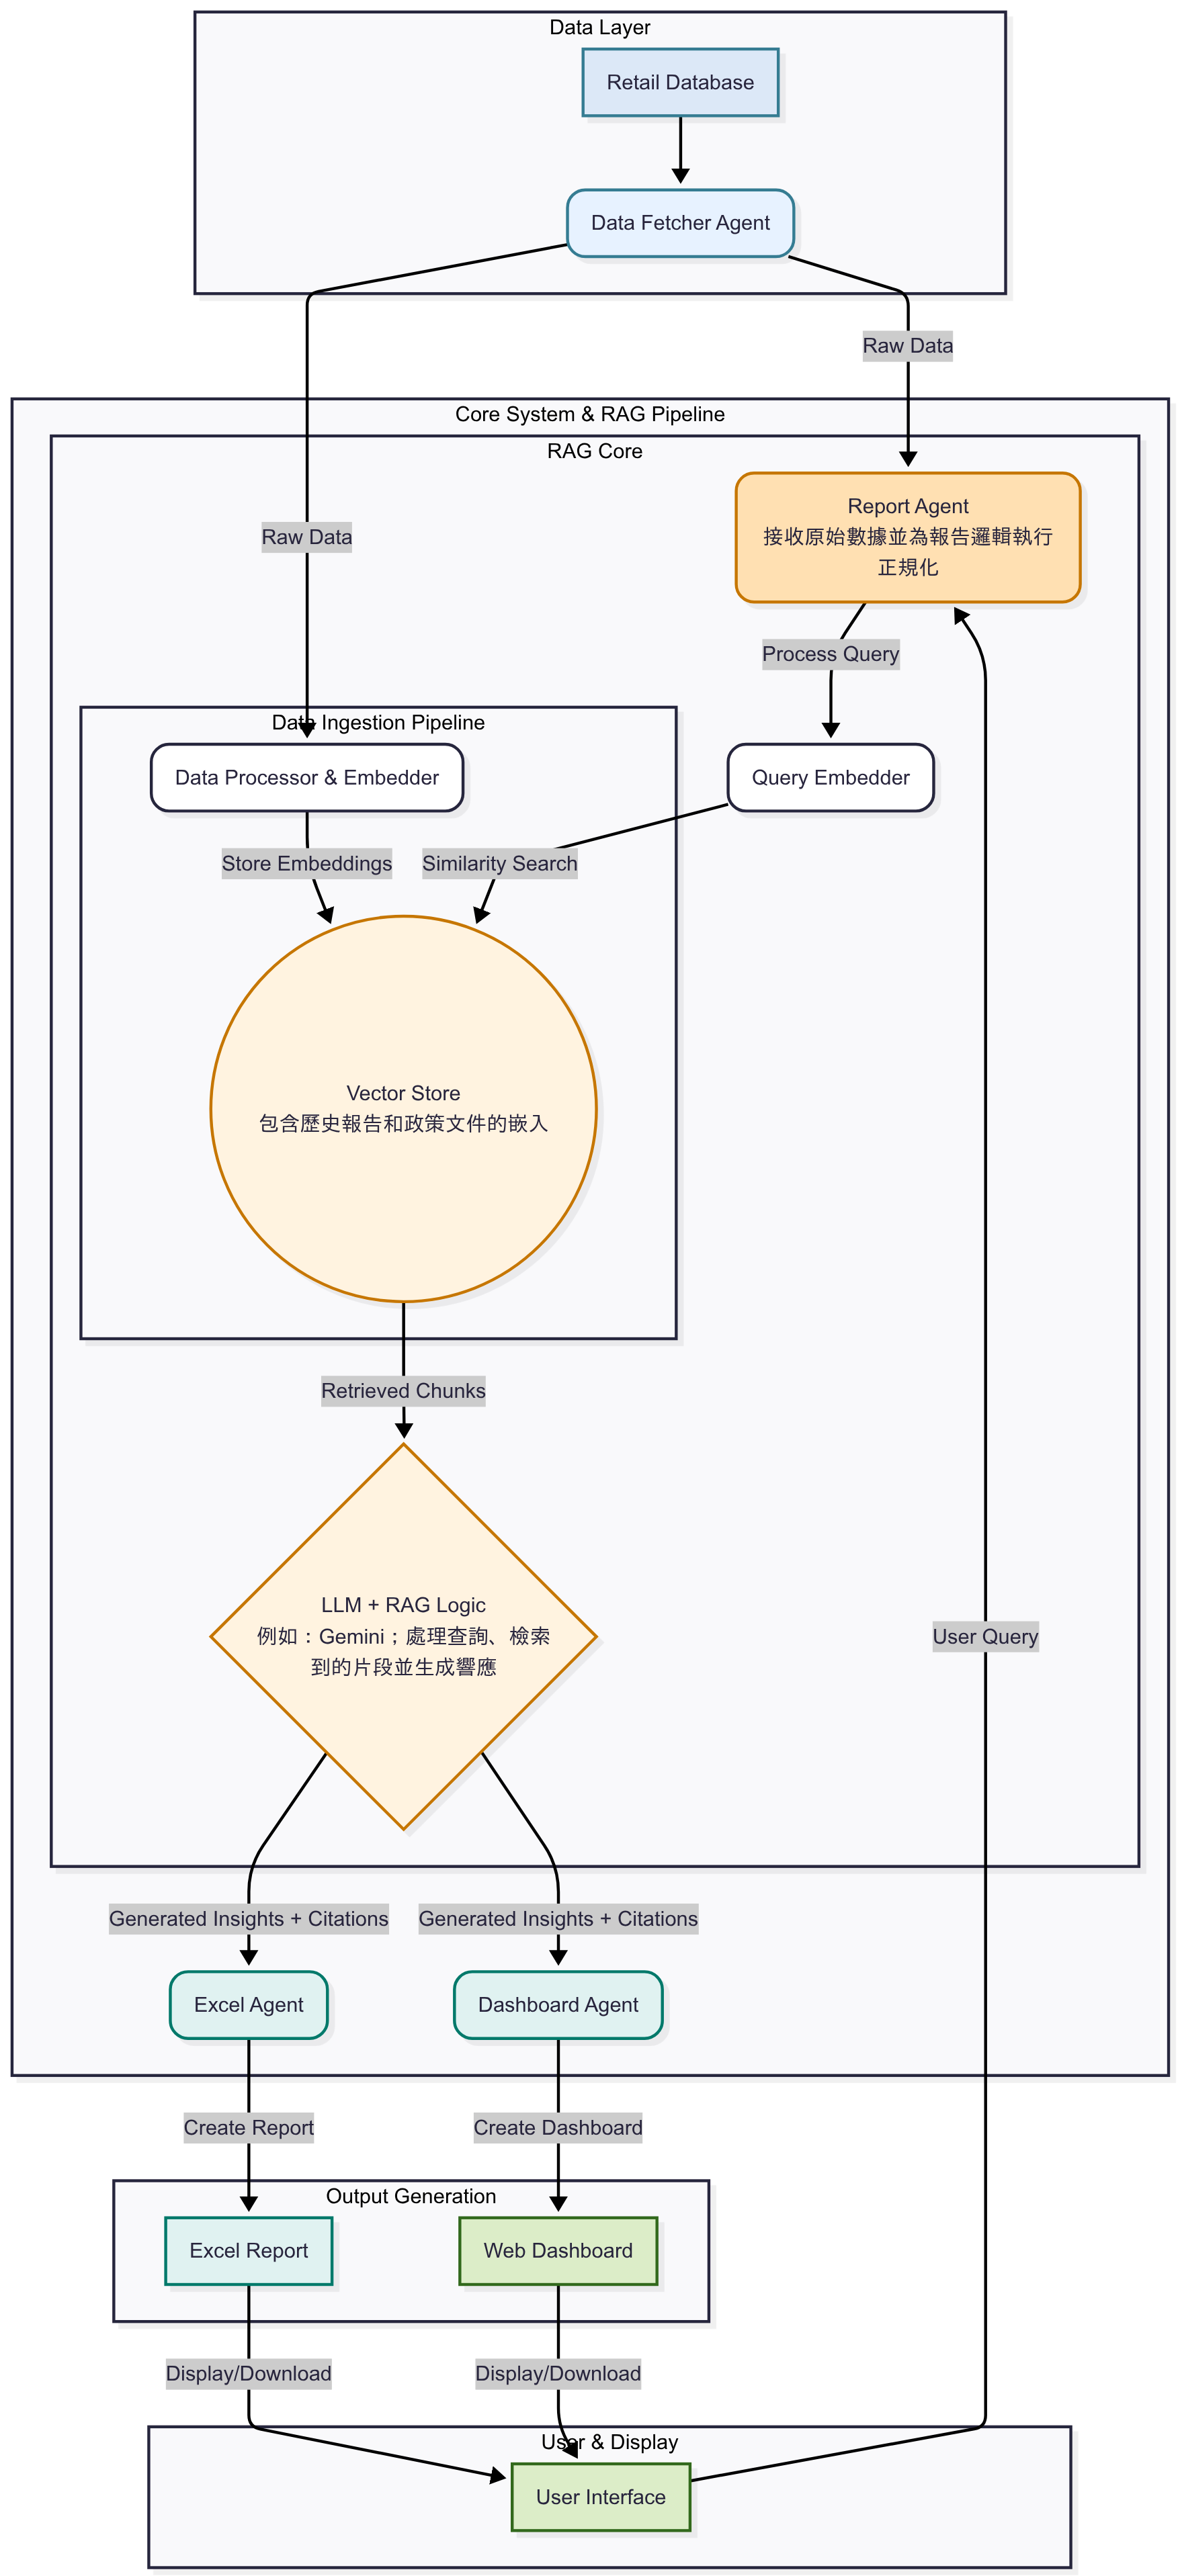 Data Layer
Retail Database
Data Fetcher Agent
Raw Data
Core System & RAG Pipeline
RAG Core
Report Agent
接收原始數據並為報告邏輯執行
正規化
Raw Data
Process Query
Data Ingestion Pipeline
Data Processor & Embedder
Query Embedder
Store Embeddings
Similarity Search
Vector Store
包含歷史報告和政策文件的嵌入
Retrieved Chunks
LLM + RAG Logic
例如：Gemini；處理查詢、檢索
到的片段並生成響應
User Query
Generated Insights + Citations
Generated Insights + Citations
Excel Agent
Dashboard Agent
Create Report
Create Dashboard
Output Generation
Excel Report
Web Dashboard
Display/Download
Display/Download
User & Display
User Interface